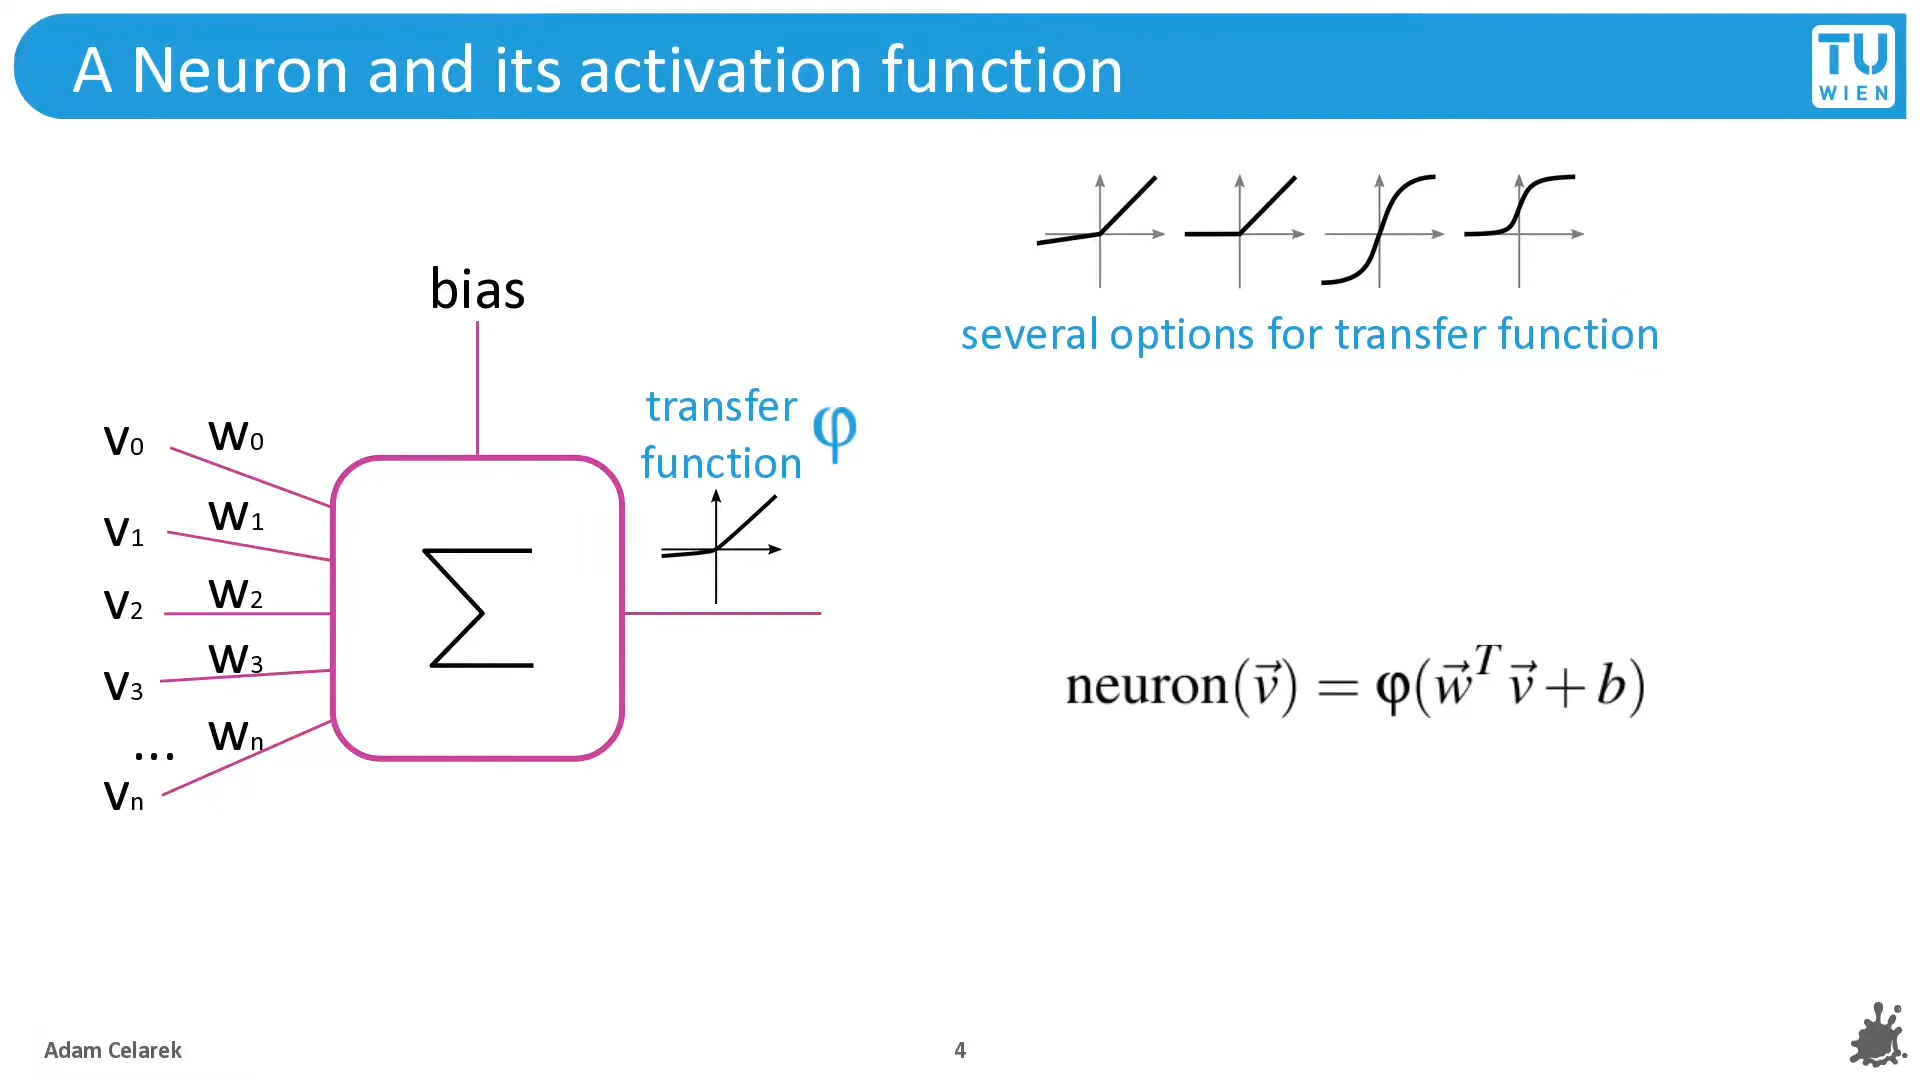 A Neuron and its activation function
TU
WIEN
several options for transfer function
bias
transfer
function φ
v0 w0
v1 w1
v2 w2
v3 w3
... wn
vn
∑
neuron(v⃗) = φ(w⃗ᵀ v⃗ + b)
Adam Celarek
4